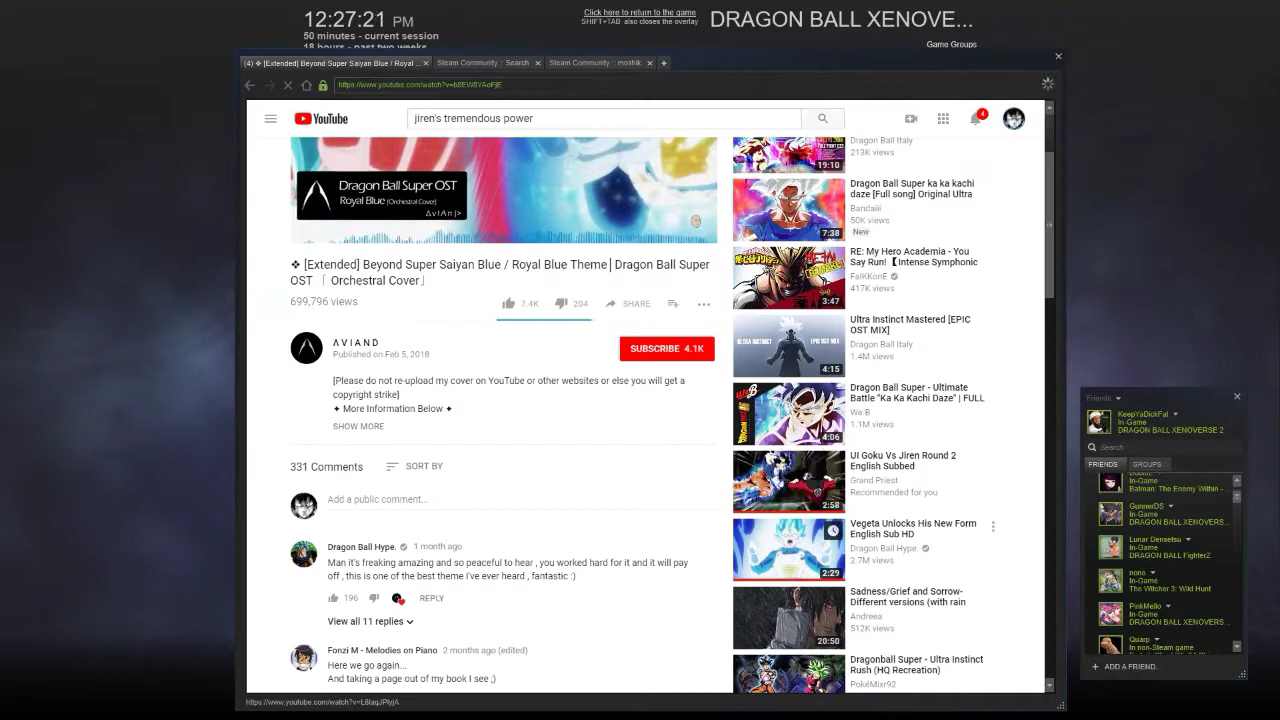 12:27:21 PM
50 minutes - current session
18 hours - past two weeks
Click here to return to the game
SHIFT+TAB also closes the overlay
DRAGON BALL XENOVE...
Game Groups
(4) ❖ [Extended] Beyond Super Saiyan Blue / Royal ...
Steam Community :: Search
Steam Community :: moshik
https://www.youtube.com/watch?v=b8EW8YAoFjE
YouTube
jiren's tremendous power
4
Dragon Ball Super OST
Royal Blue (Orchestral Cover)
ΛvIΛn|>
❖ [Extended] Beyond Super Saiyan Blue / Royal Blue Theme│Dragon Ball Super
OST 「 Orchestral Cover」
699,796 views
7.4K
204
SHARE
Λ V I Λ N D
Published on Feb 5, 2018
SUBSCRIBE 4.1K
[Please do not re-upload my cover on YouTube or other websites or else you will get a
copyright strike]
✦ More Information Below ✦
SHOW MORE
331 Comments
SORT BY
Add a public comment...
Dragon Ball Hype.
1 month ago
Man it's freaking amazing and so peaceful to hear , you worked hard for it and it will pay
off , this is one of the best theme I've ever heard , fantastic :)
196
REPLY
View all 11 replies
Fonzi M - Melodies on Piano
2 months ago (edited)
Here we go again...
And taking a page out of my book I see ;)
Dragon Ball Italy
213K views
19:10
Dragon Ball Super ka ka kachi
daze [Full song] Original Ultra
Bandaiii
50K views
New
7:38
RE: My Hero Academia - You
Say Run!【Intense Symphonic
FalKKonE
417K views
3:47
Ultra Instinct Mastered [EPIC
OST MIX]
Dragon Ball Italy
1.4M views
4:15
Dragon Ball Super - Ultimate
Battle "Ka Ka Kachi Daze" | FULL
We.B
1.1M views
4:06
UI Goku Vs Jiren Round 2
English Subbed
Grand Priest
Recommended for you
2:58
Vegeta Unlocks His New Form
English Sub HD
Dragon Ball Hype.
2.7M views
2:29
Sadness/Grief and Sorrow-
Different versions (with rain
Andreea
512K views
20:50
Dragonball Super - Ultra Instinct
Rush (HQ Recreation)
PokéMixr92
https://www.youtube.com/watch?v=L6IaqJPlyjA
Friends
KeepYaDickFat
In-Game
DRAGON BALL XENOVERSE 2
Search
FRIENDS
GROUPS
In-Game
Batman: The Enemy Within - ...
GunnerDS
In-Game
DRAGON BALL XENOVERS...
Lunar Densetsu
In-Game
DRAGON BALL FighterZ
nono
In-Game
The Witcher 3: Wild Hunt
PinkMello
In-Game
DRAGON BALL XENOVERS...
Quarp
In non-Steam game
+ ADD A FRIEND...